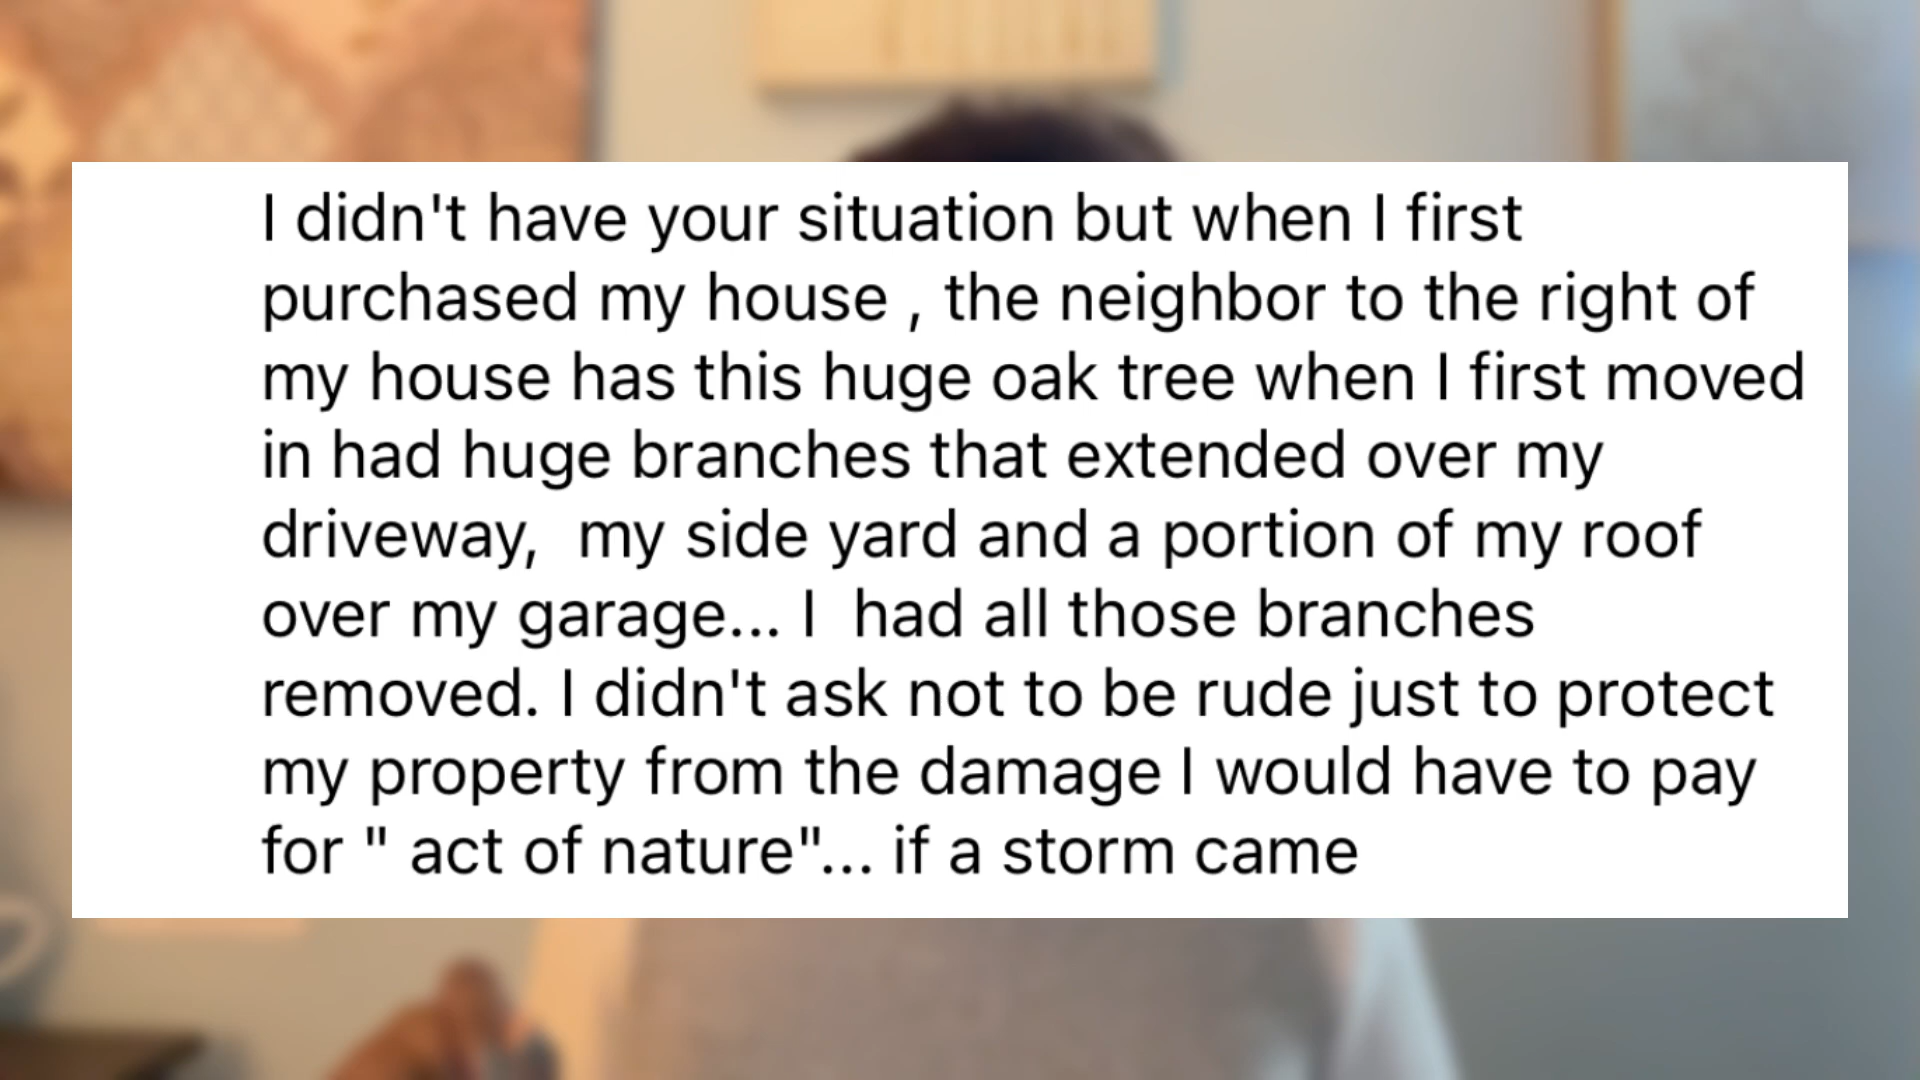 I didn't have your situation but when I first
purchased my house , the neighbor to the right of
my house has this huge oak tree when I first moved
in had huge branches that extended over my
driveway,  my side yard and a portion of my roof
over my garage... I  had all those branches
removed. I didn't ask not to be rude just to protect
my property from the damage I would have to pay
for " act of nature"... if a storm came